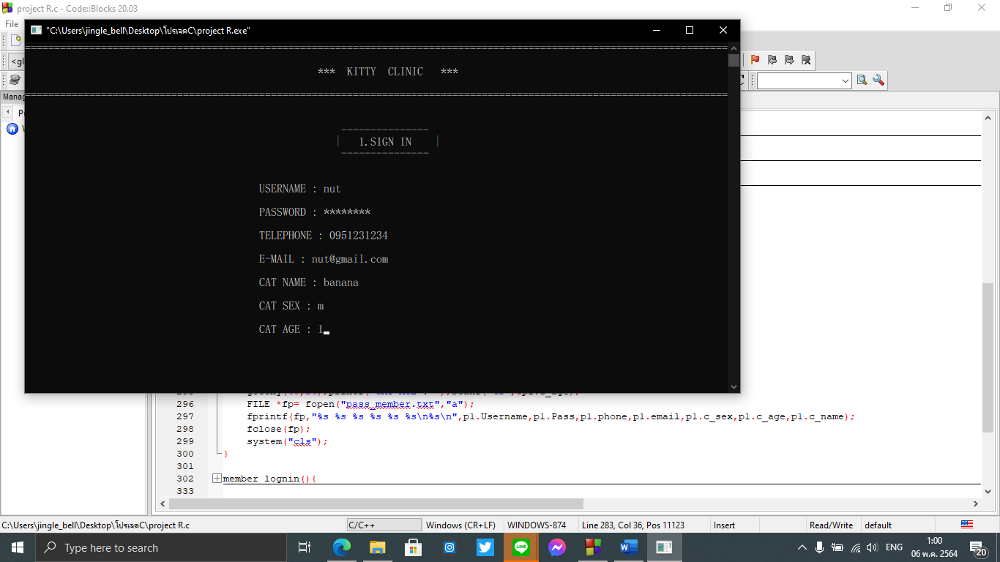 project R.c - Code::Blocks 20.03
File
"C:\Users\jingle_bell\Desktop\โปรเจคC\project R.exe"
*** KITTY CLINIC ***
1.SIGN IN
USERNAME : nut
PASSWORD : ********
TELEPHONE : 0951231234
E-MAIL : nut@gmail.com
CAT NAME : banana
CAT SEX : m
CAT AGE : 1
<gl
Manag
296 FILE *fp= fopen("pass_member.txt","a");
297 fprintf(fp,"%s %s %s %s %s %s\n%s\n",p1.Username,p1.Pass,p1.phone,p1.email,p1.c_sex,p1.c_age,p1.c_name);
298 fclose(fp);
299 system("cls");
300 }
301
302 member lognin(){
333
C:\Users\jingle_bell\Desktop\โปรเจคC\project R.c C/C++ Windows (CR+LF) WINDOWS-874 Line 283, Col 36, Pos 11123 Insert Read/Write default
Type here to search
ENG
1:00
06 พ.ค. 2564
20